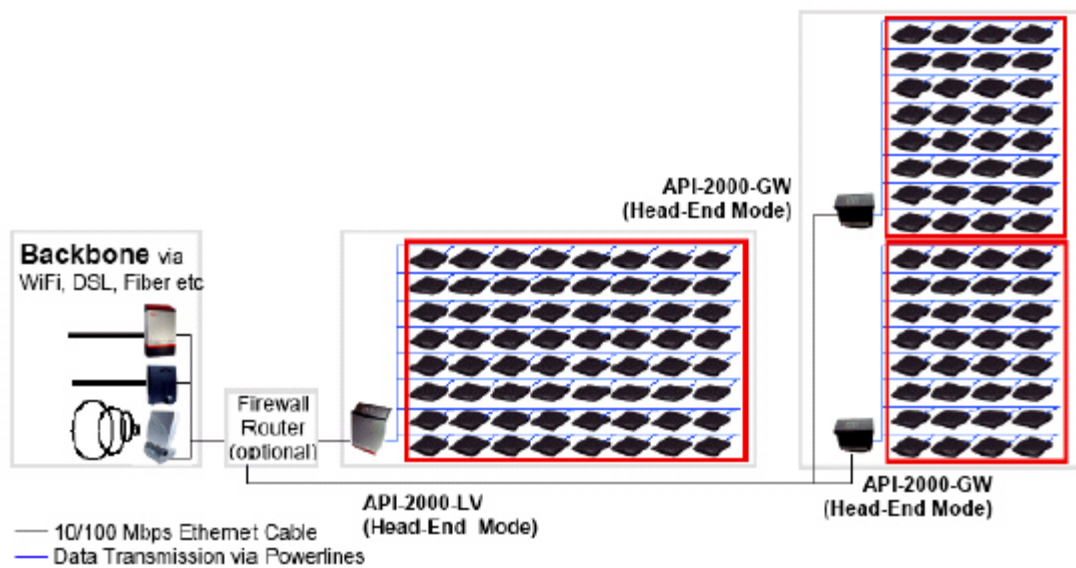 API-2000-GW
(Head-End Mode)
Backbone via
WiFi, DSL, Fiber etc
Firewall
Router
(optional)
API-2000-LV
(Head-End Mode)
API-2000-GW
(Head-End Mode)
10/100 Mbps Ethernet Cable
Data Transmission via Powerlines